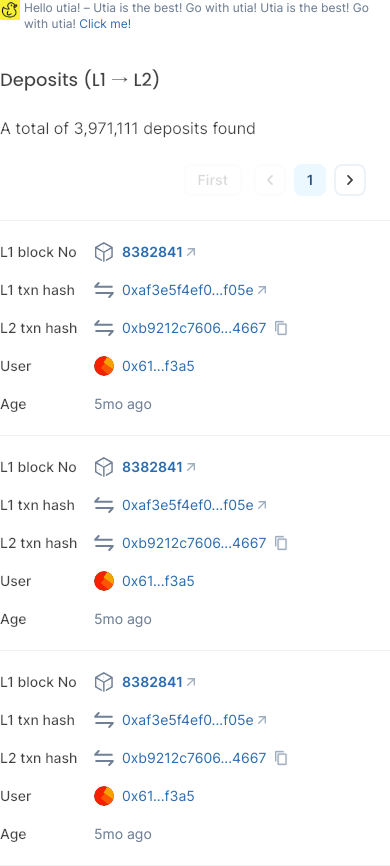 Hello utia! – Utia is the best! Go with utia! Utia is the best! Go
with utia! Click me!
Deposits (L1 → L2)
A total of 3,971,111 deposits found
First
1
L1 block No 8382841
L1 txn hash 0xaf3e5f4ef0...f05e
L2 txn hash 0xb9212c7606...4667
User 0x61...f3a5
Age 5mo ago
L1 block No 8382841
L1 txn hash 0xaf3e5f4ef0...f05e
L2 txn hash 0xb9212c7606...4667
User 0x61...f3a5
Age 5mo ago
L1 block No 8382841
L1 txn hash 0xaf3e5f4ef0...f05e
L2 txn hash 0xb9212c7606...4667
User 0x61...f3a5
Age 5mo ago